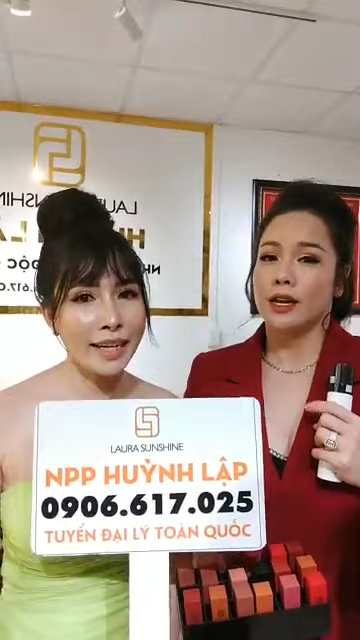 LAURA SUNSHINE
NPP HUỲNH LẬP
0906.617.025
TUYỂN ĐẠI LÝ TOÀN QUỐC